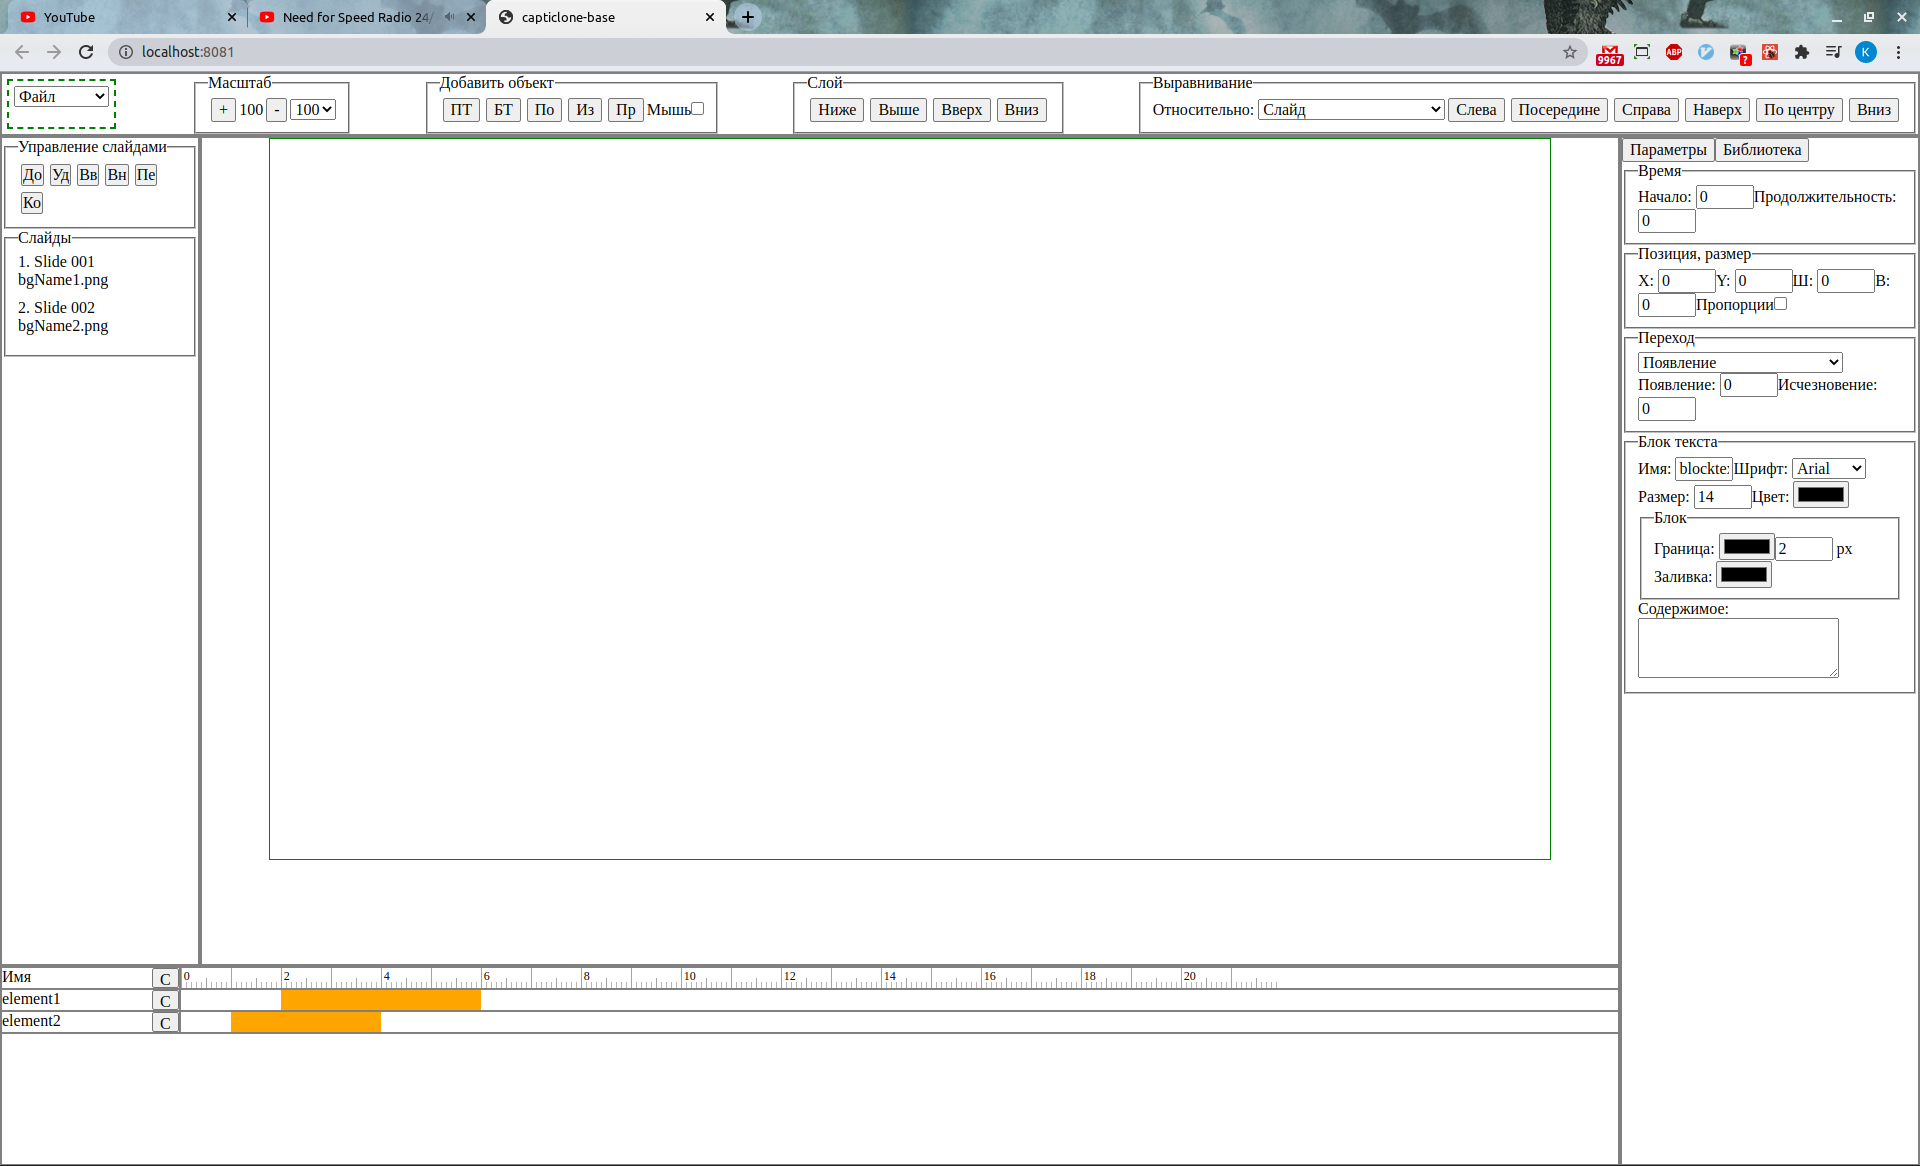 YouTube
Need for Speed Radio 24/
capticlone-base
localhost:8081
9967
ABP
?
K
Файл
Масштаб
+ 100 - 100
Добавить объект
ПТ БТ По Из Пр Мышь
Слой
Ниже Выше Вверх Вниз
Выравнивание
Относительно: Слайд Слева Посередине Справа Наверх По центру Вниз
Управление слайдами
До Уд Вв Вн Пе
Ко
Слайды
1. Slide 001
bgName1.png
2. Slide 002
bgName2.png
Параметры Библиотека
Время
Начало: 0 Продолжительность:
0
Позиция, размер
X: 0 Y: 0 Ш: 0 В:
0 Пропорции
Переход
Появление
Появление: 0 Исчезновение:
0
Блок текста
Имя: blockte Шрифт: Arial
Размер: 14 Цвет:
Блок
Граница: 2 px
Заливка:
Содержимое:
Имя С 0 2 4 6 8 10 12 14 16 18 20
element1 С
element2 С